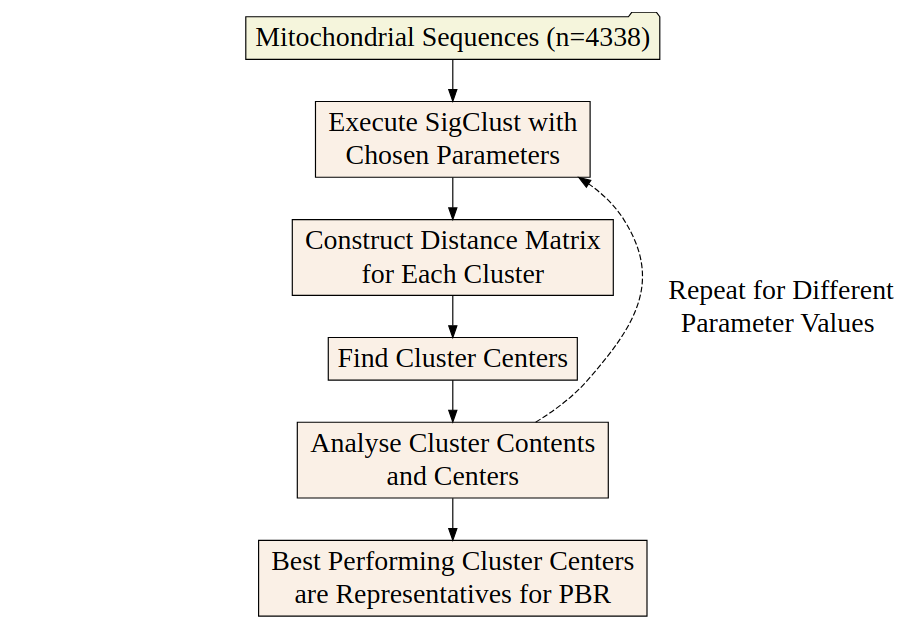 Mitochondrial Sequences (n=4338)
Execute SigClust with
Chosen Parameters
Construct Distance Matrix
for Each Cluster
Repeat for Different
Parameter Values
Find Cluster Centers
Analyse Cluster Contents
and Centers
Best Performing Cluster Centers
are Representatives for PBR